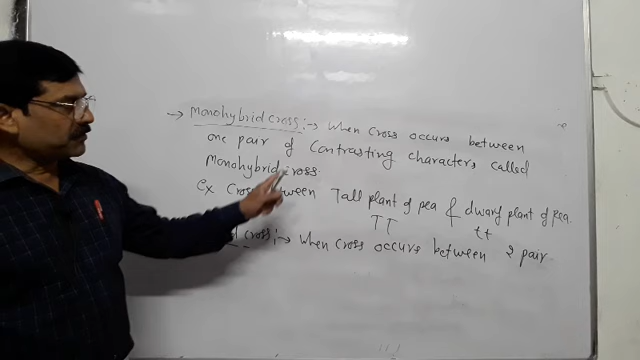 → Monohybrid cross :→ When Cross occurs between
one pair of Contrasting characters called
Monohybrid cross.
Ex Cross between Tall plant of pea & dwarf plant of pea.
TT tt
cross :→ When Cross occurs between 2 pair